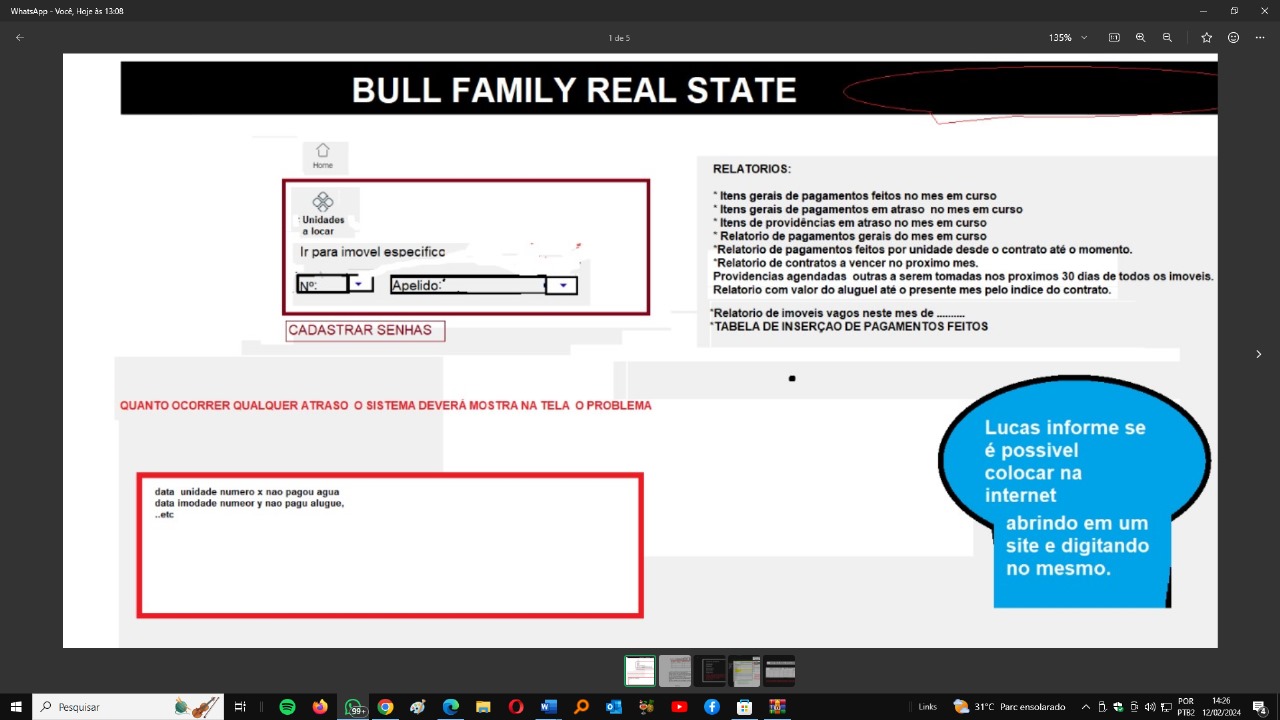 WhatsApp - Você, Hoje às 13:08
1 de 5
135%
BULL FAMILY REAL STATE
Home
Unidades
a locar
Ir para imovel especifico
Nº:
Apelido:
CADASTRAR SENHAS
RELATORIOS:
* Itens gerais de pagamentos feitos no mes em curso
* Itens gerais de pagamentos em atraso no mes em curso
* Itens de providências em atraso no mes em curso
* Relatorio de pagamentos gerais do mes em curso
*Relatorio de pagamentos feitos por unidade desde o contrato até o momento.
*Relatorio de contratos a vencer no proximo mes.
Providencias agendadas outras a serem tomadas nos proximos 30 dias de todos os imoveis.
Relatorio com valor do aluguel até o presente mes pelo indice do contrato.
*Relatorio de imoveis vagos neste mes de ..........
*TABELA DE INSERÇAO DE PAGAMENTOS FEITOS
QUANTO OCORRER QUALQUER ATRASO O SISTEMA DEVERÁ MOSTRA NA TELA O PROBLEMA
data unidade numero x nao pagou agua
data imodade numeor y nao pagu alugue,
..etc
Lucas informe se
é possivel
colocar na
internet
abrindo em um
site e digitando
no mesmo.
Pesquisar
99+
Links
31°C Parc ensolarado
POR
PTB2
14:26
12/02/2024
4